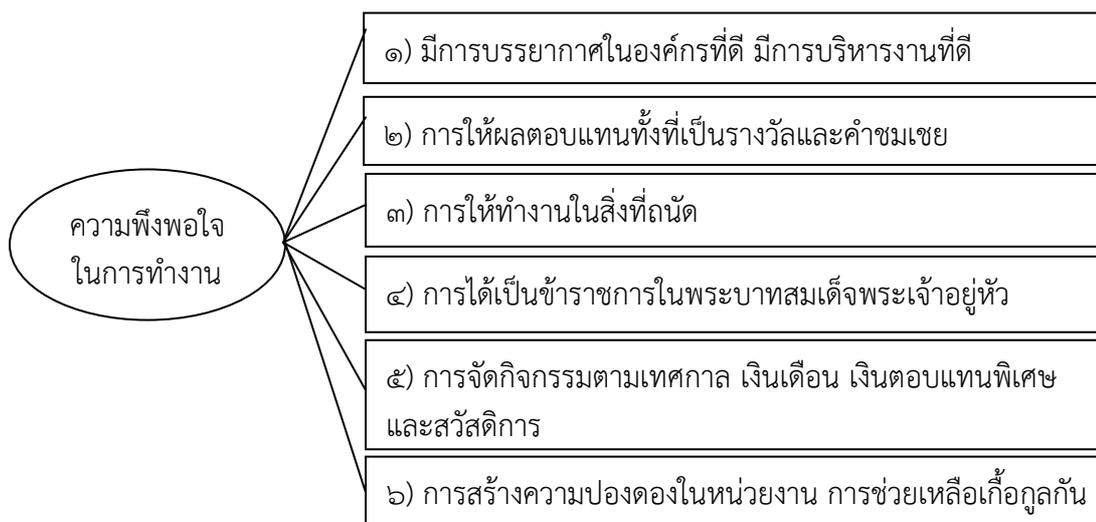 ความพึงพอใจ
ในการทำงาน
๑) มีการบรรยากาศในองค์กรที่ดี มีการบริหารงานที่ดี
๒) การให้ผลตอบแทนทั้งที่เป็นรางวัลและคำชมเชย
๓) การให้ทำงานในสิ่งที่ถนัด
๔) การได้เป็นข้าราชการในพระบาทสมเด็จพระเจ้าอยู่หัว
๕) การจัดกิจกรรมตามเทศกาล เงินเดือน เงินตอบแทนพิเศษ
และสวัสดิการ
๖) การสร้างความปองดองในหน่วยงาน การช่วยเหลือเกื้อกูลกัน